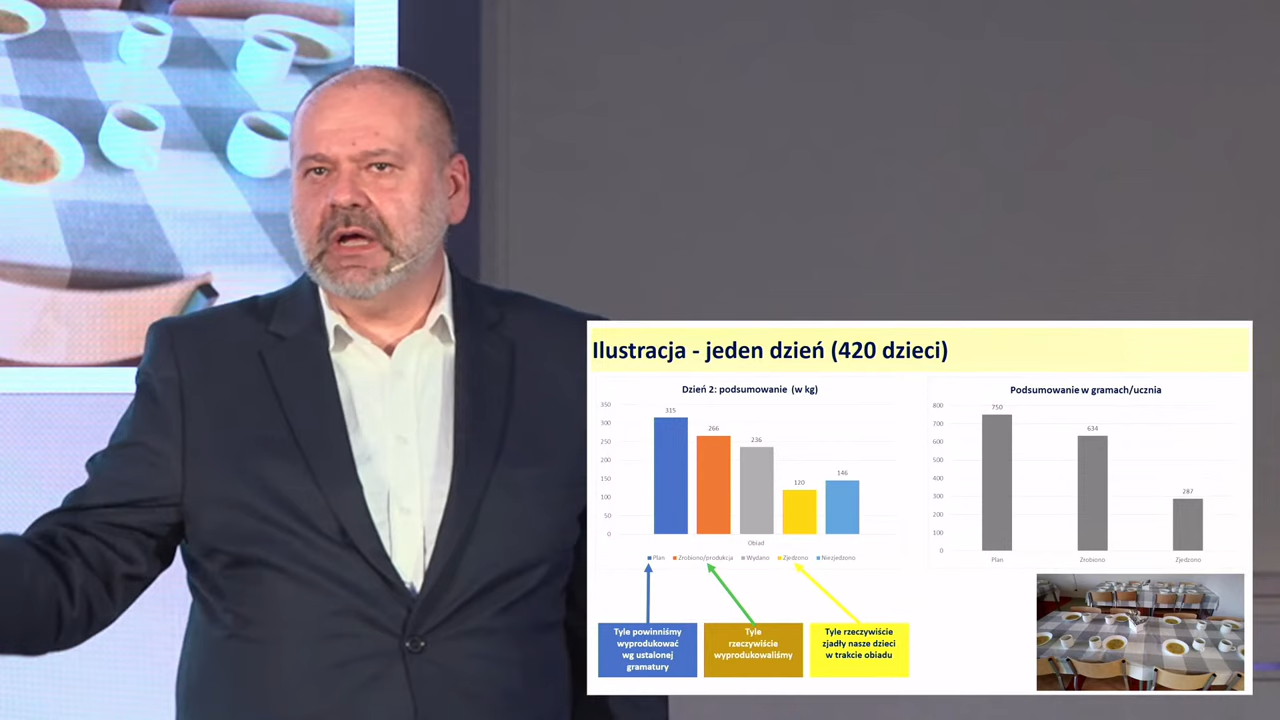 Ilustracja - jeden dzień (420 dzieci)
Dzień 2: podsumowanie (w kg)
350
300
250
200
150
100
50
0
315
266
236
120
146
Obiad
Plan Zrobiono/produkcja Wydano Zjedzono Niezjedzono
Tyle powinniśmy
wyprodukować
wg ustalonej
gramatury
Tyle
rzeczywiście
wyprodukowaliśmy
Tyle rzeczywiście
zjadły nasze dzieci
w trakcie obiadu
Podsumowanie w gramach/ucznia
800
700
600
500
400
300
200
100
0
750
634
287
Plan Zrobiono Zjedzono